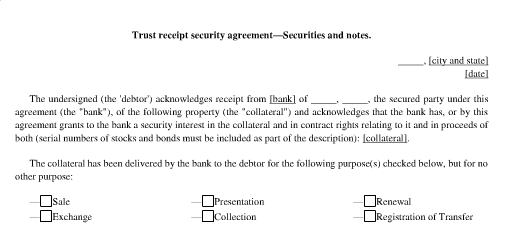 Trust receipt security agreement—Securities and notes.
_____, [city and state]
[date]
The undersigned (the 'debtor') acknowledges receipt from [bank] of _____, _____, the secured party under this
agreement (the "bank"), of the following property (the "collateral") and acknowledges that the bank has, or by this
agreement grants to the bank a security interest in the collateral and in contract rights relating to it and in proceeds of
both (serial numbers of stocks and bonds must be included as part of the description): [collateral].
The collateral has been delivered by the bank to the debtor for the following purpose(s) checked below, but for no
other purpose:
—☐Sale —☐Presentation —☐Renewal
—☐Exchange —☐Collection —☐Registration of Transfer